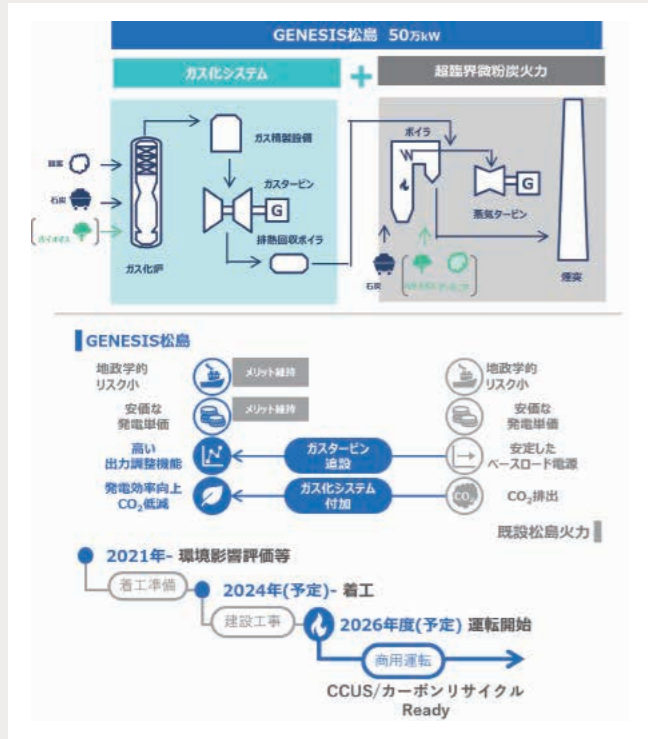 GENESIS松島 50万kW
ガス化システム
+
超臨界微粉炭火力
ガス精製設備
ガスタービン
G
排熱回収ボイラ
石炭
ガス化炉
ボイラ
G
蒸気タービン
石炭
煙突
GENESIS松島
地政学的
リスク小
メリット維持
地政学的
リスク小
安価な
発電単価
メリット維持
安価な
発電単価
高い
出力調整機能
ガスタービン
追設
安定した
ベースロード電源
発電効率向上
CO₂低減
ガス化システム
付加
CO₂
CO₂排出
既設松島火力
2021年- 環境影響評価等
着工準備
2024年(予定)- 着工
建設工事
2026年度(予定) 運転開始
商用運転
CCUS/カーボンリサイクル
Ready